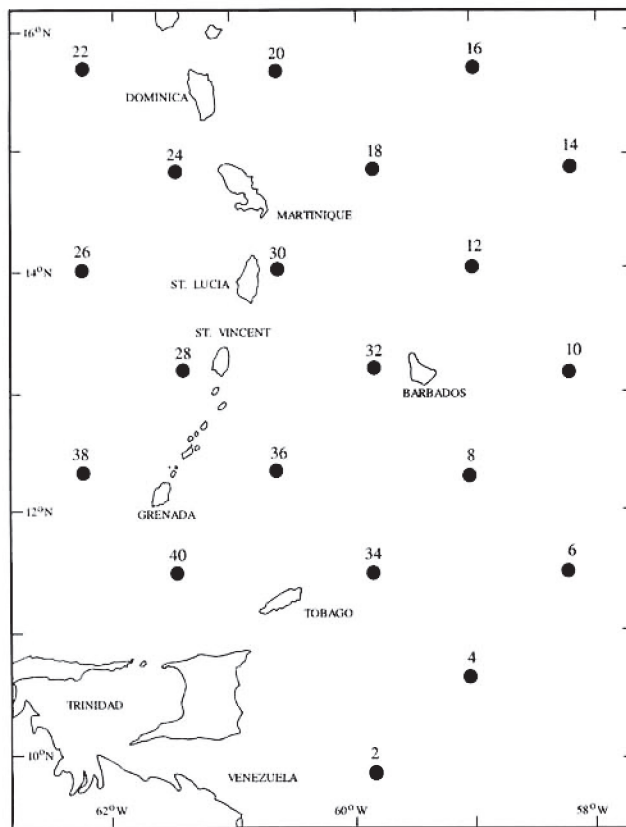 16°N
22
20
16
DOMINICA
24
18
14
MARTINIQUE
26
30
12
14°N
ST. LUCIA
ST. VINCENT
28
32
10
BARBADOS
38
36
8
12°N
GRENADA
40
34
6
TOBAGO
4
TRINIDAD
10°N
2
VENEZUELA
62°W
60°W
58°W